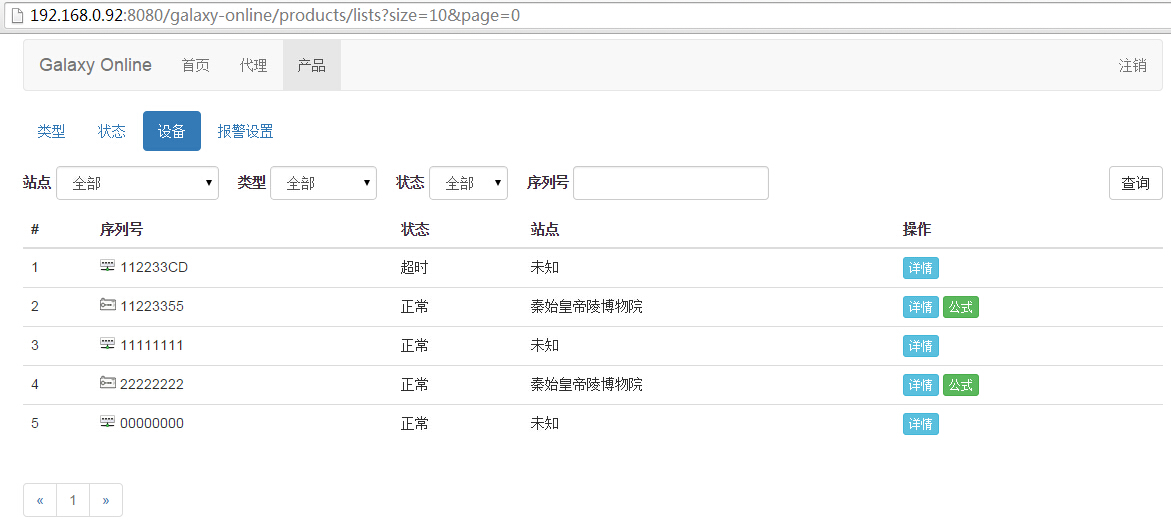 192.168.0.92:8080/galaxy-online/products/lists?size=10&page=0
Galaxy Online 首页 代理 产品 注销
类型 状态 设备 报警设置
站点 全部 类型 全部 状态 全部 序列号 查询
# 序列号 状态 站点 操作
1 112233CD 超时 未知 详情
2 11223355 正常 秦始皇帝陵博物院 详情 公式
3 11111111 正常 未知 详情
4 22222222 正常 秦始皇帝陵博物院 详情 公式
5 00000000 正常 未知 详情
« 1 »